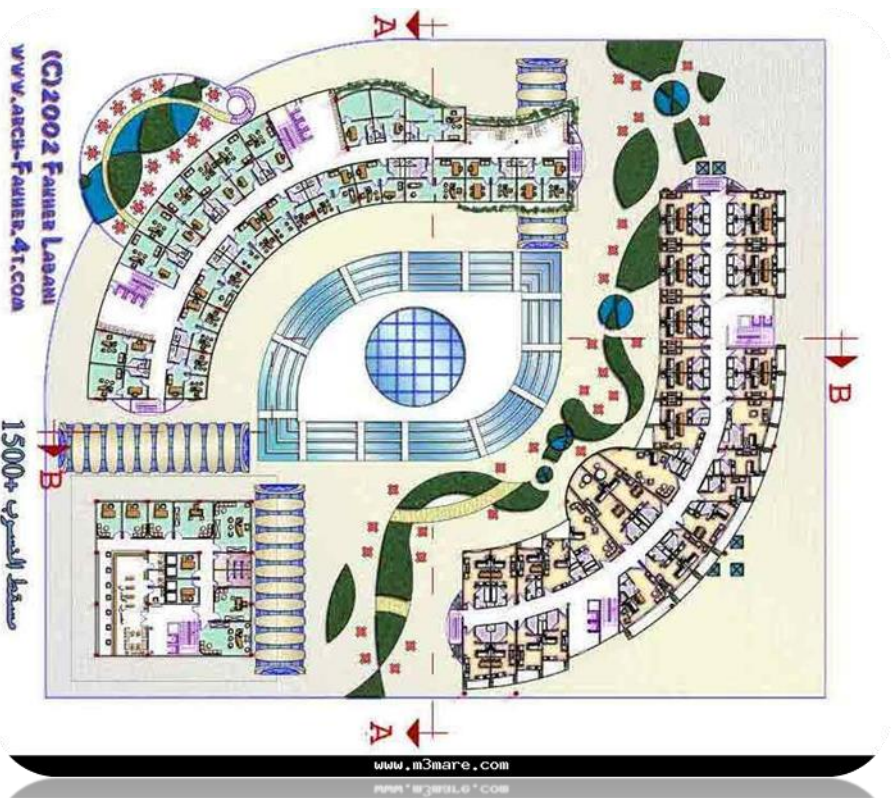 A
A
B
B
(C)2002 Fakher Labani
www.arch-Fakher.4t.com
مسقط المنسوب +1500
www.m3mare.com